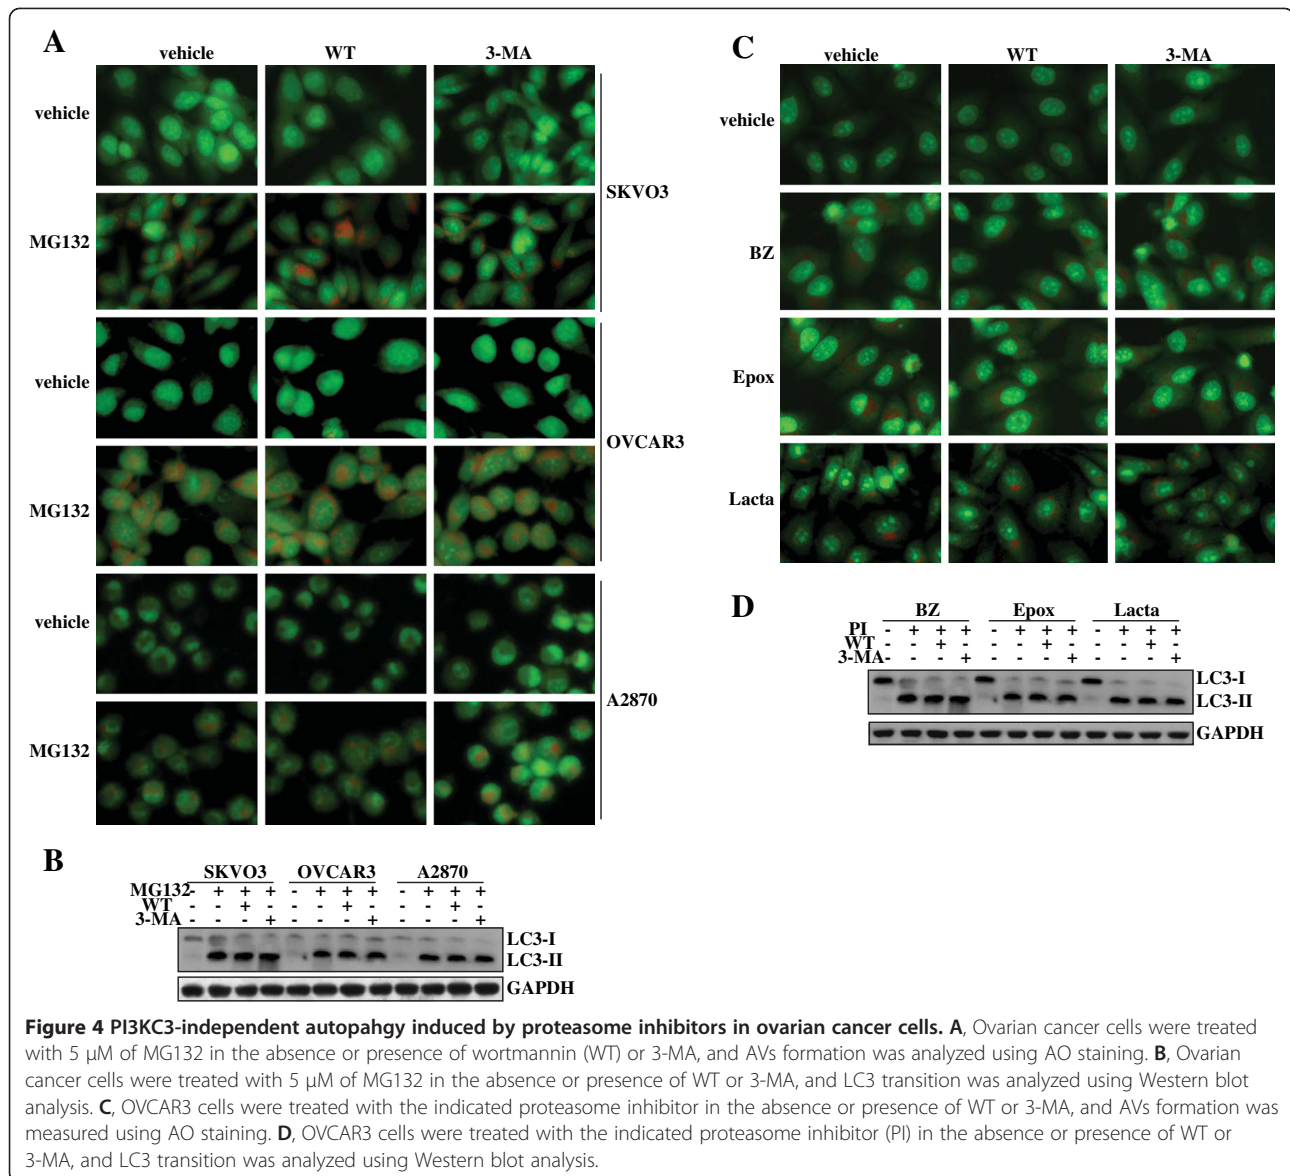 A
vehicle WT 3-MA
vehicle
MG132
SKVO3
vehicle
MG132
OVCAR3
vehicle
MG132
A2870
B
SKVO3 OVCAR3 A2870
MG132 - + + + - + + + - + + +
WT - - + - - - + - - - + -
3-MA - - - + - - - + - - - +
LC3-I
LC3-II
GAPDH
C
vehicle WT 3-MA
vehicle
BZ
Epox
Lacta
D
BZ Epox Lacta
PI - + + + - + + + - + + +
WT - - + - - - + - - - + -
3-MA - - - + - - - + - - - +
LC3-I
LC3-II
GAPDH
Figure 4 PI3KC3-independent autopahgy induced by proteasome inhibitors in ovarian cancer cells. A, Ovarian cancer cells were treated
with 5 µM of MG132 in the absence or presence of wortmannin (WT) or 3-MA, and AVs formation was analyzed using AO staining. B, Ovarian
cancer cells were treated with 5 µM of MG132 in the absence or presence of WT or 3-MA, and LC3 transition was analyzed using Western blot
analysis. C, OVCAR3 cells were treated with the indicated proteasome inhibitor in the absence or presence of WT or 3-MA, and AVs formation was
measured using AO staining. D, OVCAR3 cells were treated with the indicated proteasome inhibitor (PI) in the absence or presence of WT or
3-MA, and LC3 transition was analyzed using Western blot analysis.